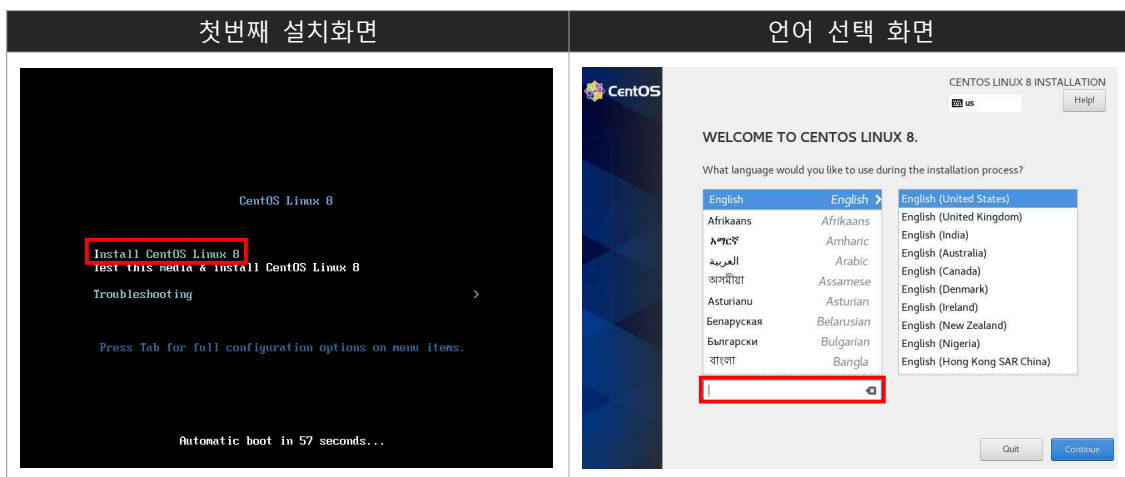 첫번째 설치화면
언어 선택 화면
CentOS Linux 8
Install CentOS Linux 8
Test this media & install CentOS Linux 8
Troubleshooting >
Press Tab for full configuration options on menu items.
Automatic boot in 57 seconds...
CentOS
CENTOS LINUX 8 INSTALLATION
us
Help!
WELCOME TO CENTOS LINUX 8.
What language would you like to use during the installation process?
English English >
Afrikaans Afrikaans
አማርኛ Amharic
العربية Arabic
অসমীয়া Assamese
Asturianu Asturian
Беларуская Belarusian
Български Bulgarian
বাংলা Bangla
English (United States)
English (United Kingdom)
English (India)
English (Australia)
English (Canada)
English (Denmark)
English (Ireland)
English (New Zealand)
English (Nigeria)
English (Hong Kong SAR China)
Quit
Continue